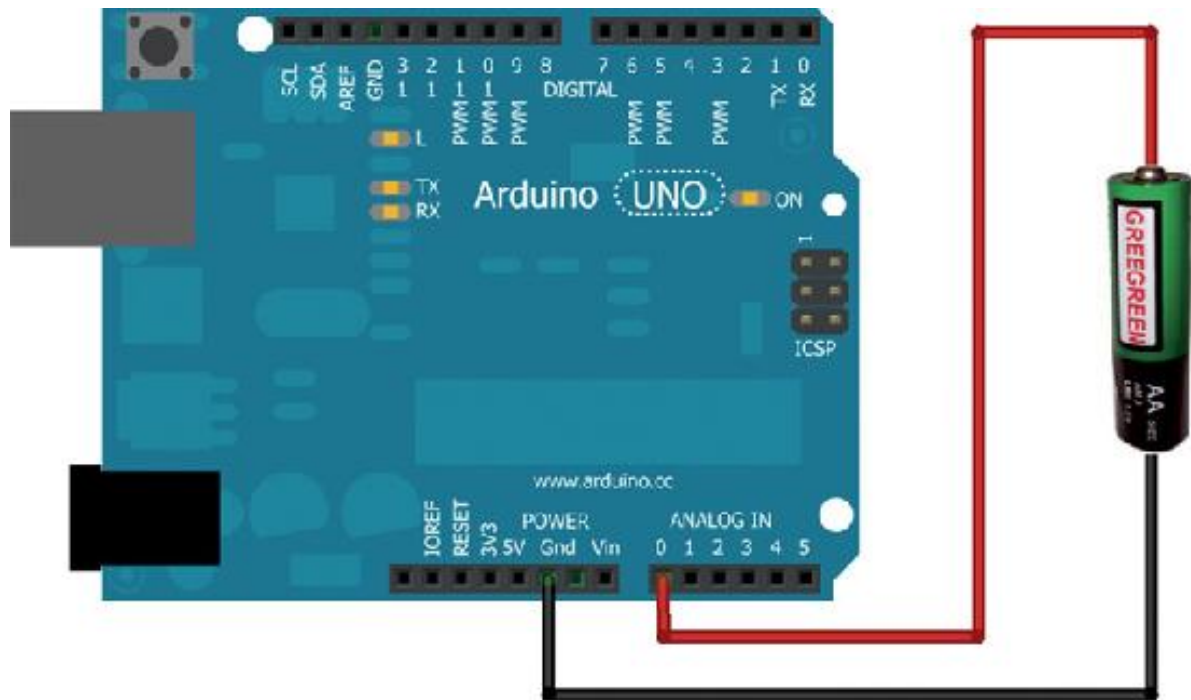 SCL
SDA
AREF
GND
13
12
11
10
9
8
7
6
5
4
3
2
1
0
PWM
PWM
PWM
PWM
PWM
PWM
TX
RX
DIGITAL
L
TX
RX
Arduino UNO
ON
1
ICSP
GREEGREEN
AA
SIZE
www.arduino.cc
POWER
ANALOG IN
IOREF
RESET
3V3
5V Gnd Vin
0 1 2 3 4 5